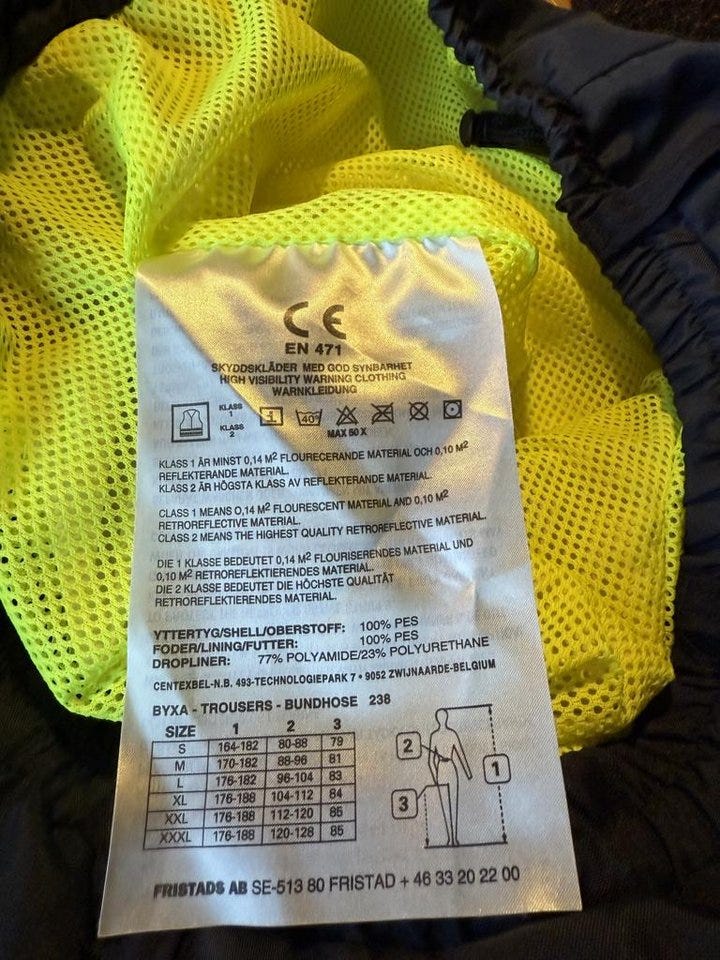 CE
EN 471
SKYDDSKLÄDER MED GOD SYNBARHET
HIGH VISIBILITY WARNING CLOTHING
WARNKLEIDUNG
KLASS
1
KLASS
2
40°
MAX 50 X
KLASS 1 ÄR MINST 0,14 M² FLOURECERANDE MATERIAL OCH 0,10 M²
REFLEKTERANDE MATERIAL.
KLASS 2 ÄR HÖGSTA KLASS AV REFLEKTERANDE MATERIAL.
CLASS 1 MEANS 0,14 M² FLOURESCENT MATERIAL AND 0,10 M²
RETROREFLECTIVE MATERIAL.
CLASS 2 MEANS THE HIGHEST QUALITY RETROREFLECTIVE MATERIAL.
DIE 1 KLASSE BEDEUTET 0,14 M² FLOURISERENDES MATERIAL UND
0,10 M² RETROREFLEKTIERENDES MATERIAL.
DIE 2 KLASSE BEDEUTET DIE HÖCHSTE QUALITÄT
RETROREFLEKTIERENDES MATERIAL.
YTTERTYG/SHELL/OBERSTOFF: 100% PES
FODER/LINING/FUTTER: 100% PES
DROPLINER: 77% POLYAMIDE/23% POLYURETHANE
CENTEXBEL-N.B. 493-TECHNOLOGIEPARK 7 • 9052 ZWIJNAARDE-BELGIUM
BYXA - TROUSERS - BUNDHOSE 238
SIZE 1 2 3
S 164-182 80-88 79
M 170-182 88-96 81
L 176-182 96-104 83
XL 176-188 104-112 84
XXL 176-188 112-120 85
XXXL 176-188 120-128 85
2
1
3
FRISTADS AB SE-513 80 FRISTAD + 46 33 20 22 00